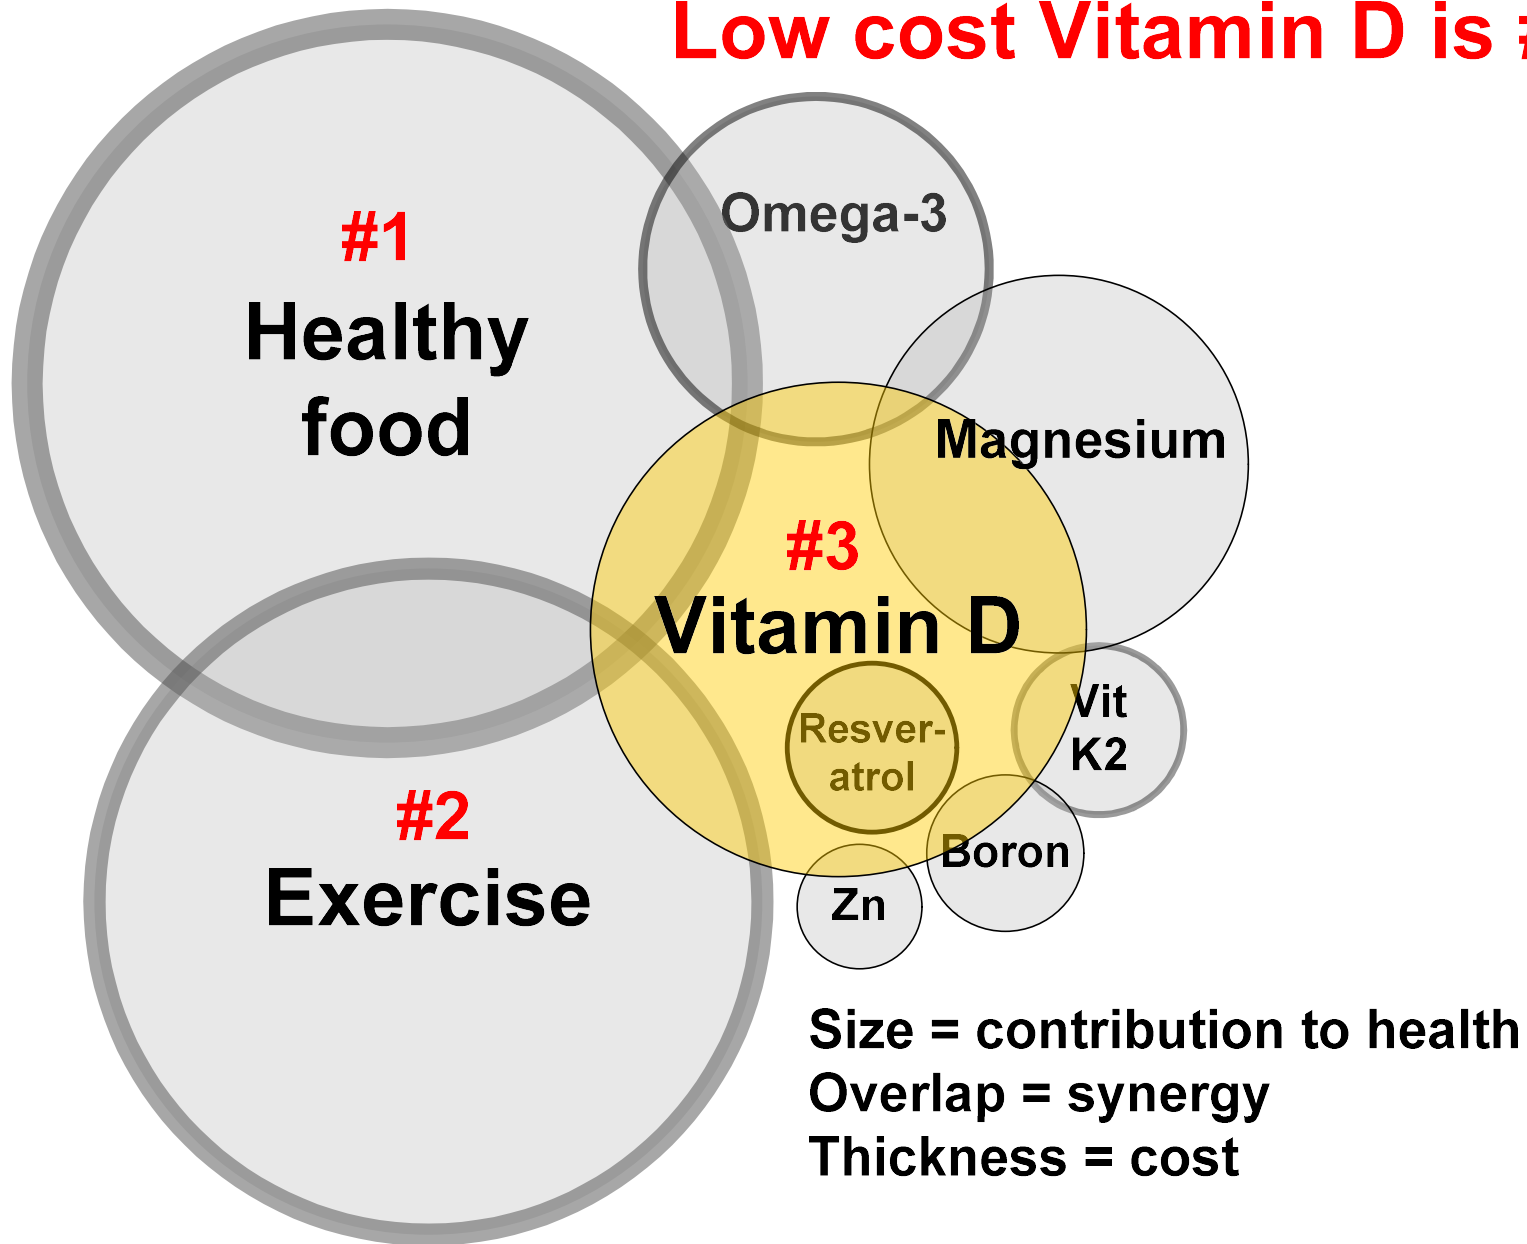 Low cost Vitamin D is
Omega-3
#1
Healthy
food
Magnesium
#3
Vitamin D
Resver-
atrol
Vit
K2
#2
Exercise
Boron
Zn
Size = contribution to health
Overlap = synergy
Thickness = cost